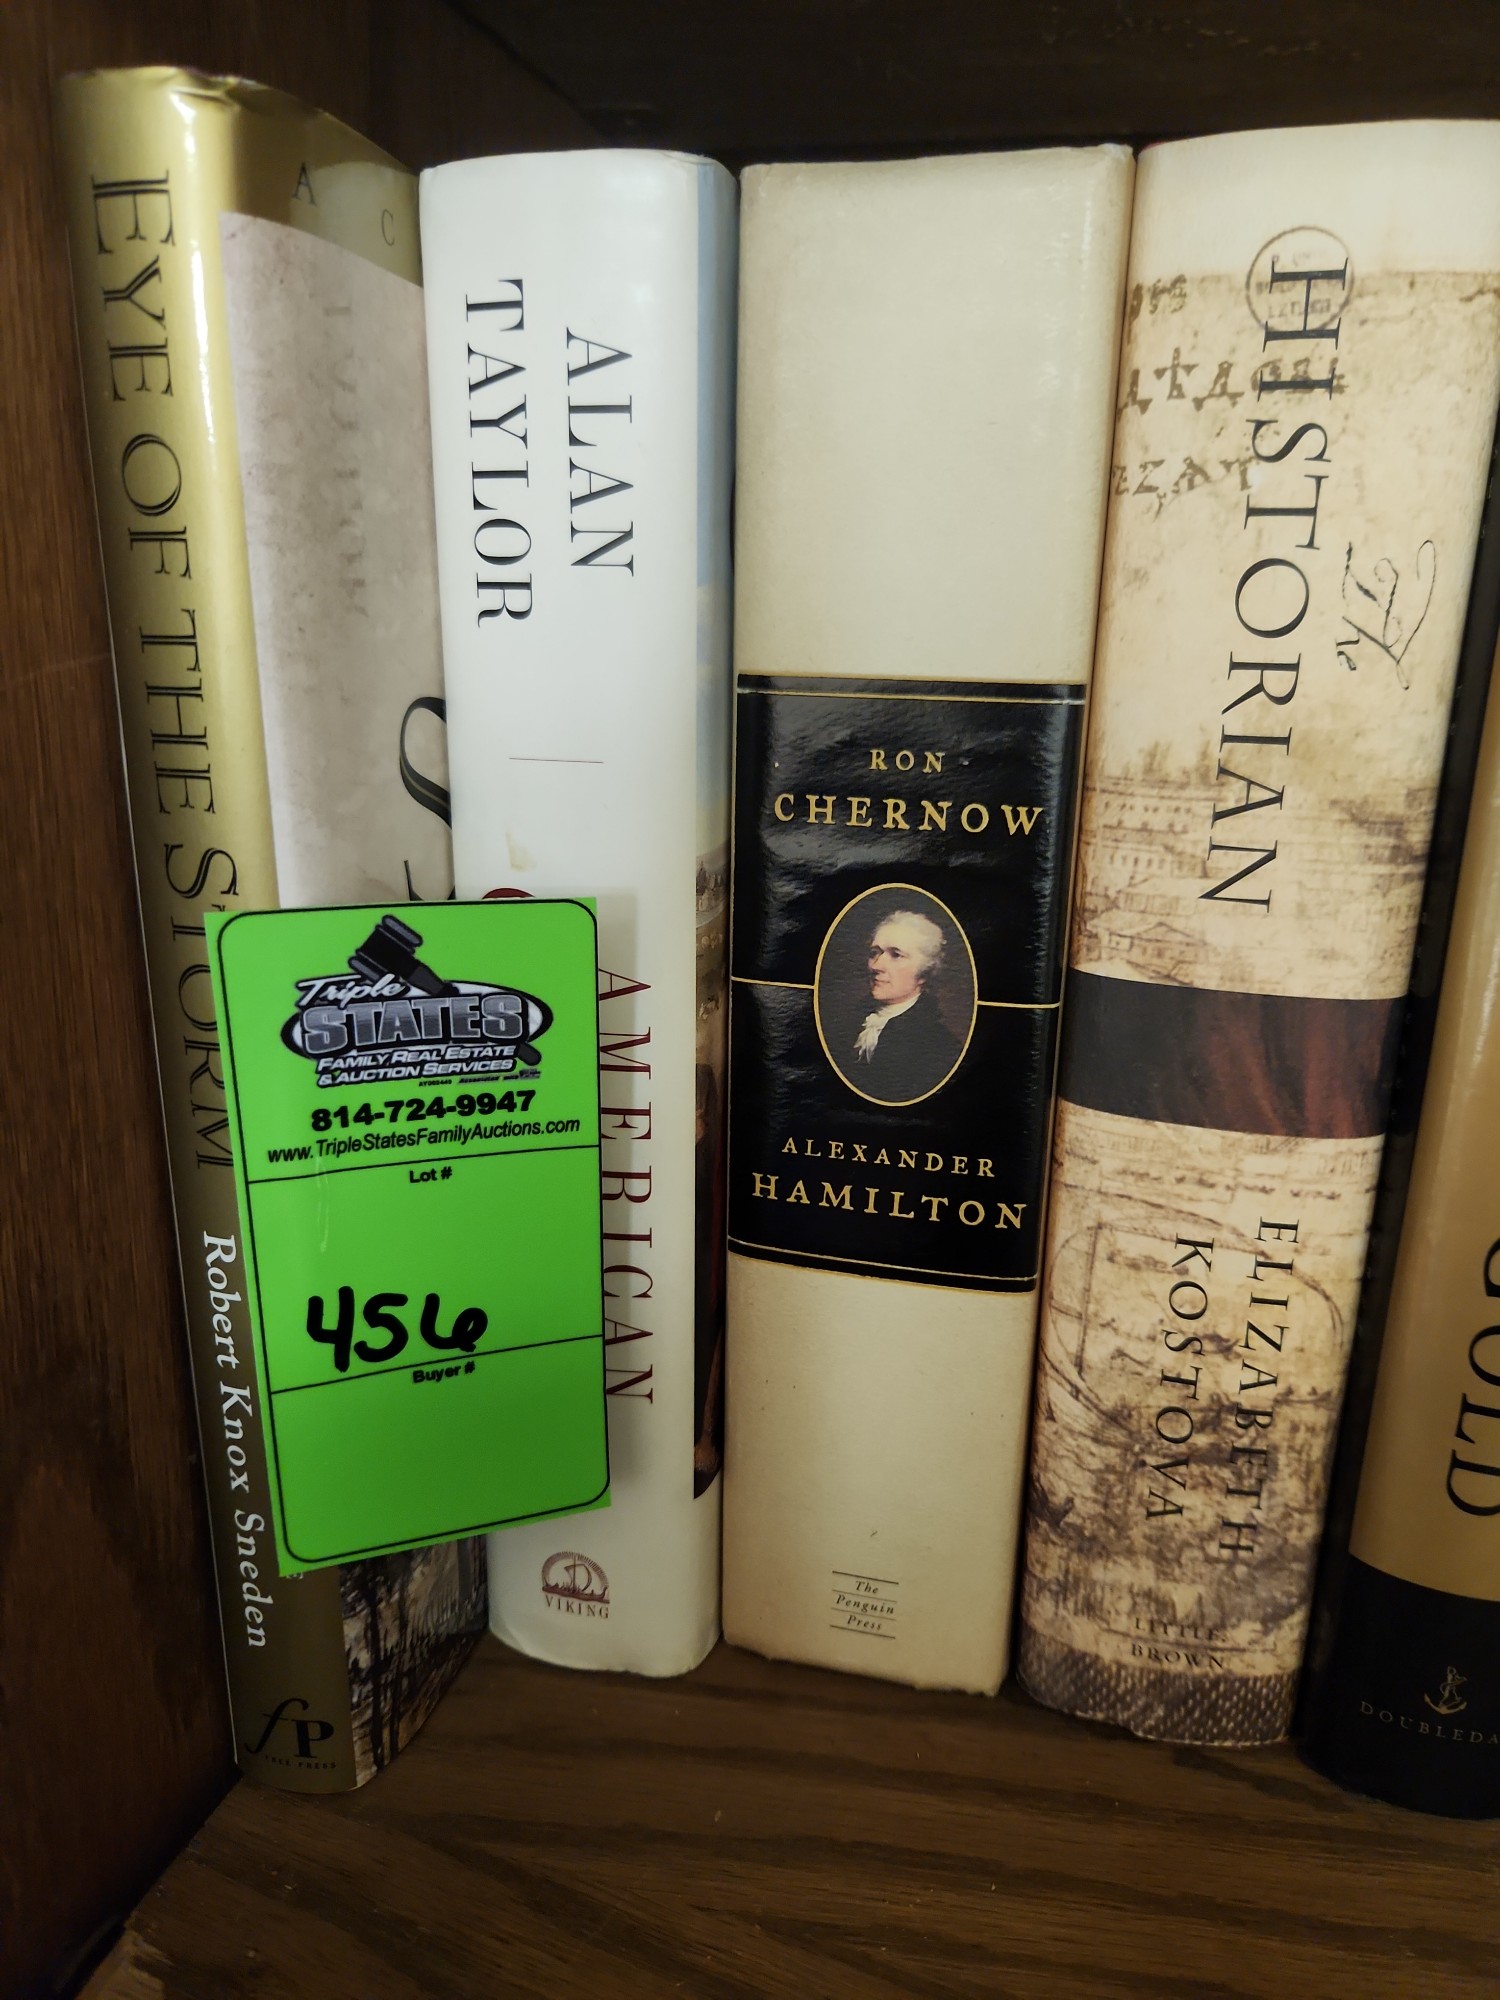 EYE OF THE STORM
Robert Knox Sneden
fP
FREE PRESS
A
C
Triple
STATES
FAMILY REAL ESTATE
& AUCTION SERVICES
814-724-9947
www.TripleStatesFamilyAuctions.com
Lot #
456
Buyer #
ALAN
TAYLOR
AMERICAN
VIKING
RON
CHERNOW
ALEXANDER
HAMILTON
The
Penguin
Press
The
HISTORIAN
ELIZABETH
KOSTOVA
LITTLE,
BROWN
GOLD
DOUBLEDA